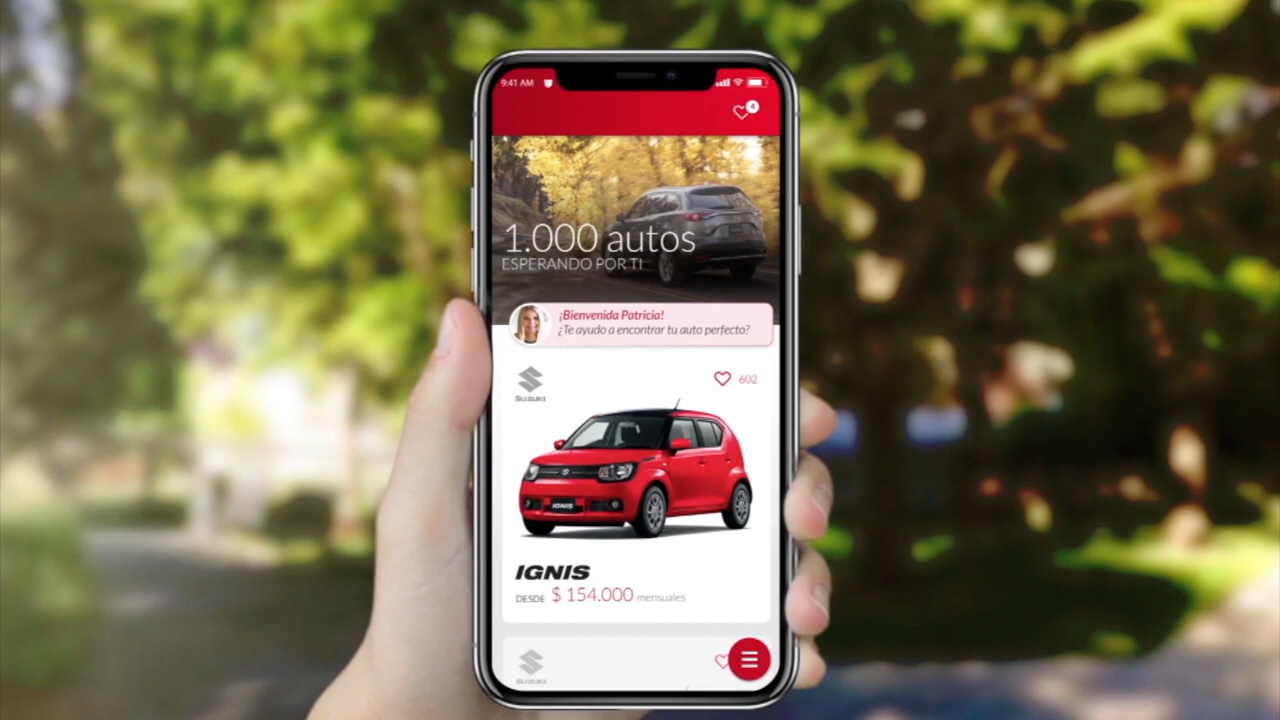 9:41 AM
4
1.000 autos
ESPERANDO POR TI
¡Bienvenida Patricia!
¿Te ayudo a encontrar tu auto perfecto?
SUZUKI
602
IGNIS
IGNIS
DESDE $ 154.000 mensuales
SUZUKI